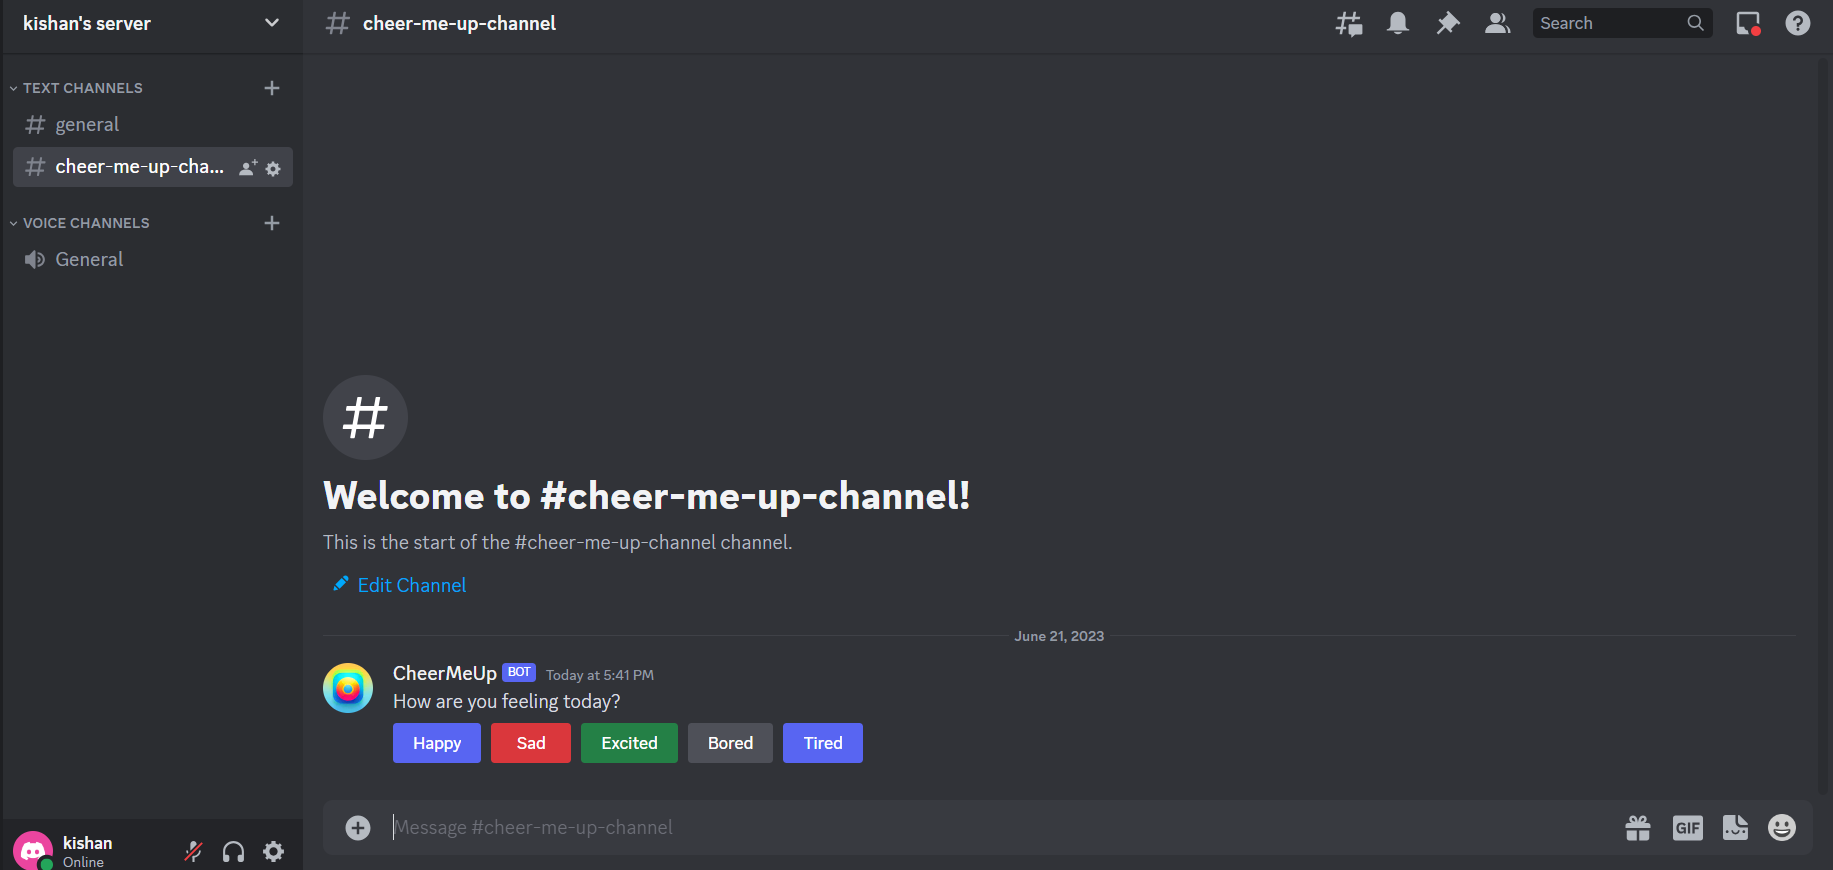 kishan's server
TEXT CHANNELS
general
cheer-me-up-cha...
VOICE CHANNELS
General
kishan
Online
cheer-me-up-channel
Search
Welcome to #cheer-me-up-channel!
This is the start of the #cheer-me-up-channel channel.
Edit Channel
June 21, 2023
CheerMeUp BOT Today at 5:41 PM
How are you feeling today?
Happy Sad Excited Bored Tired
Message #cheer-me-up-channel
GIF